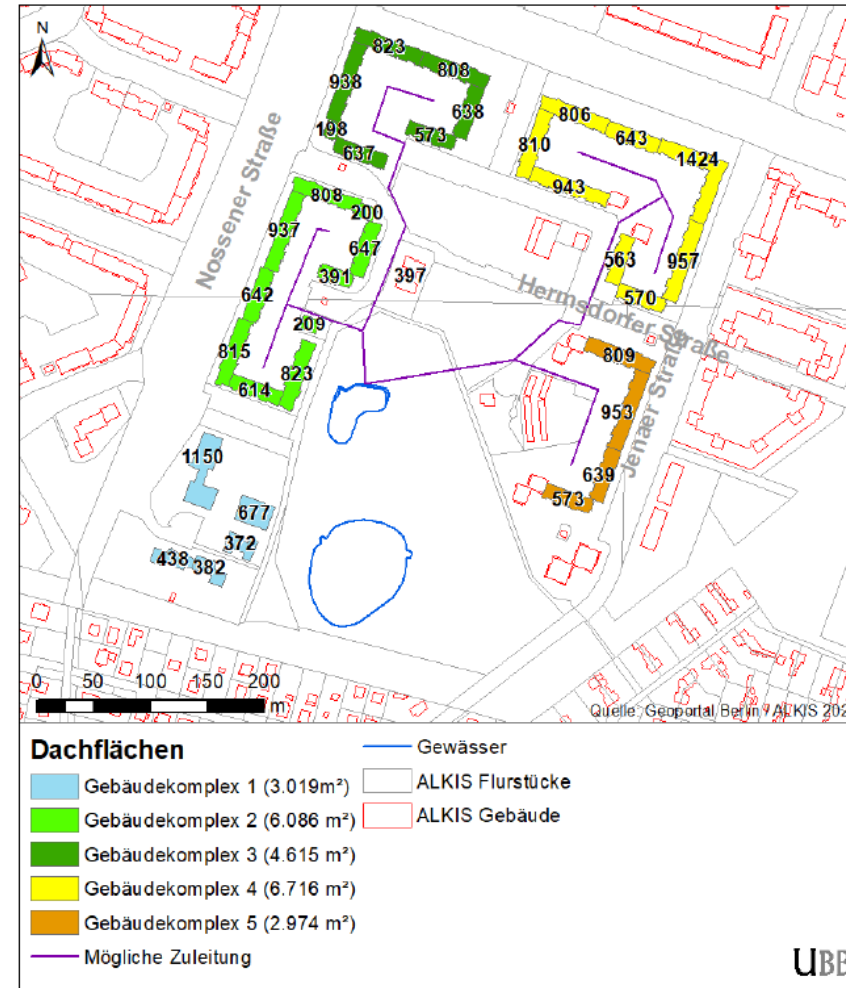 N
823
808
938
638
198
573
637
806
643
1424
810
943
563
957
570
Nossener Straße
808
200
937
647
391
397
642
209
815
823
614
Hermsdorfer Straße
809
953
Jenaer Straße
639
573
1150
677
372
438
382
0 50 100 150 200
m
Quelle: Geoportal Berlin / ALKIS 202
Dachflächen
Gebäudekomplex 1 (3.019m²)
Gebäudekomplex 2 (6.086 m²)
Gebäudekomplex 3 (4.615 m²)
Gebäudekomplex 4 (6.716 m²)
Gebäudekomplex 5 (2.974 m²)
Mögliche Zuleitung
Gewässer
ALKIS Flurstücke
ALKIS Gebäude
UBB